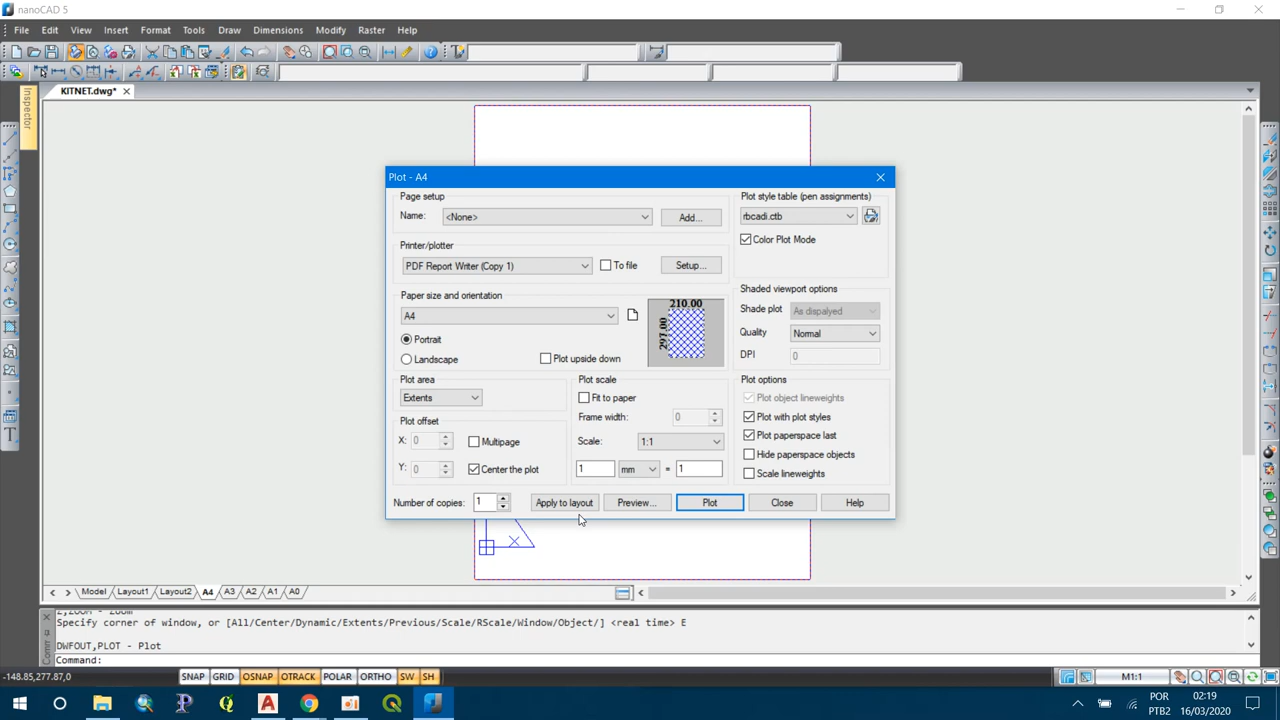 nanoCAD 5
File Edit View Insert Format Tools Draw Dimensions Modify Raster Help
KITNET.dwg*
Inspector
Plot - A4
Page setup
Name: <None> Add...
Printer/plotter
PDF Report Writer (Copy 1) To file Setup...
Paper size and orientation
A4
Portrait
Landscape
Plot upside down
210.00
297.00
Plot area
Extents
Plot offset
X: 0 Multipage
Y: 0 Center the plot
Plot scale
Fit to paper
Frame width: 0
Scale: 1:1
1 mm = 1
Plot style table (pen assignments)
rbcadi.ctb
Color Plot Mode
Shaded viewport options
Shade plot As dispalyed
Quality Normal
DPI 0
Plot options
Plot object lineweights
Plot with plot styles
Plot paperspace last
Hide paperspace objects
Scale lineweights
Number of copies: 1 Apply to layout Preview... Plot Close Help
X
Model Layout1 Layout2 A4 A3 A2 A1 A0
Z,ZOOM - Zoom
Specify corner of window, or [All/Center/Dynamic/Extents/Previous/Scale/RScale/Window/Object/] <real time> E
DWFOUT,PLOT - Plot
Command:
-148.85,277.87,0 SNAP GRID OSNAP OTRACK POLAR ORTHO SW SH M1:1
POR 02:19
PTB2 16/03/2020